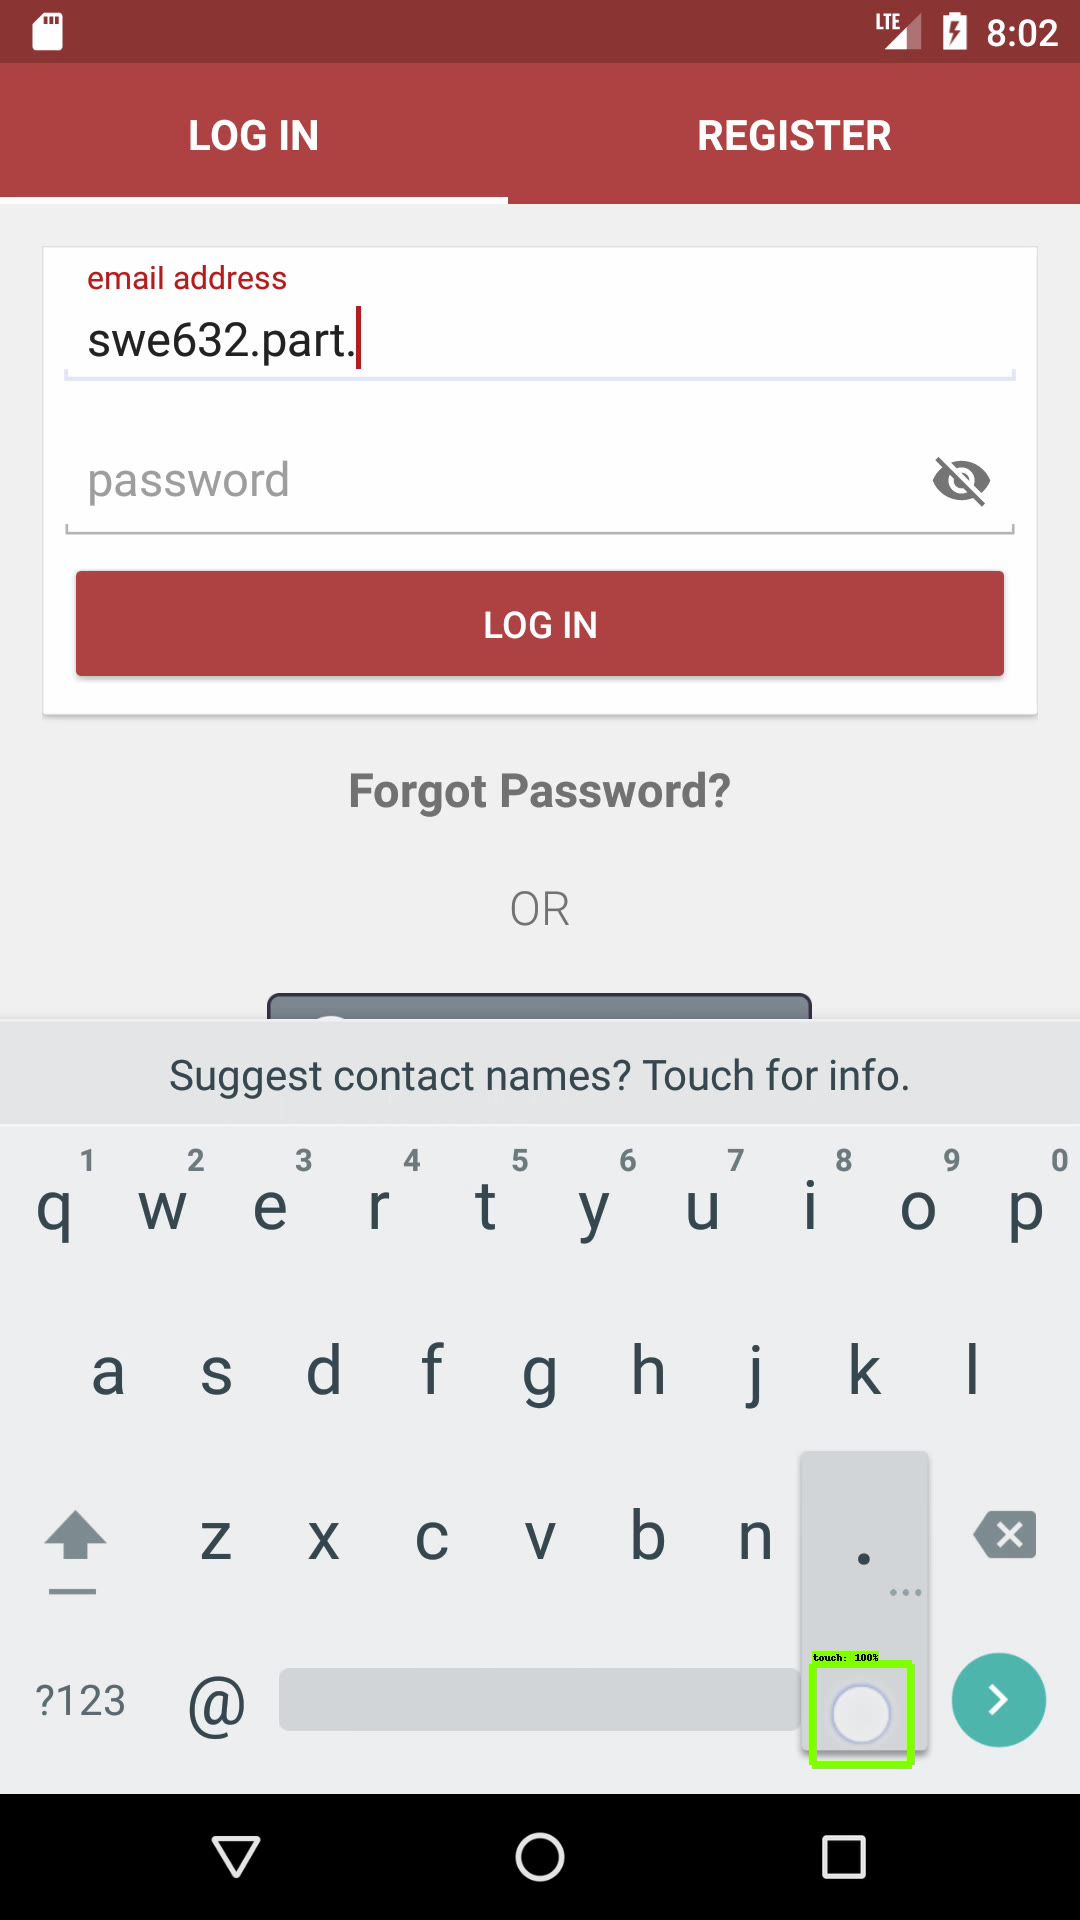 LTE 8:02
LOG IN REGISTER
email address
swe632.part.
password
LOG IN
Forgot Password?
OR
Suggest contact names? Touch for info.
1 2 3 4 5 6 7 8 9 0
q w e r t y u i o p
a s d f g h j k l
z x c v b n .
...
touch: 100%
?123 @